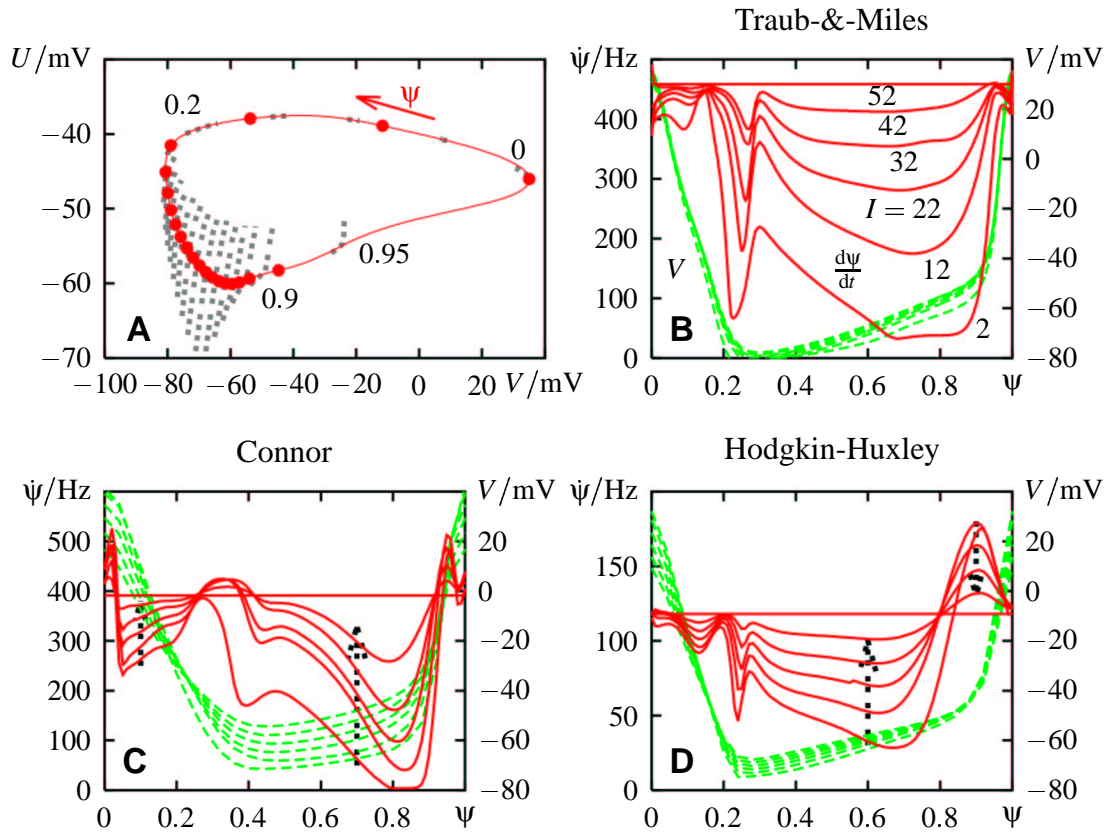 Traub-&-Miles
U/mV
−40
−50
−60
−70
−100
−80
−60
−40
−20
0
20
V/mV
ψ
0.2
0
0.95
0.9
A
ψ̇/Hz
V/mV
400
300
200
100
0
20
0
−20
−40
−60
−80
52
42
32
I = 22
12
2
V
dψ
dt
B
0
0.2
0.4
0.6
0.8
ψ
Connor
ψ̇/Hz
V/mV
500
400
300
200
100
0
20
0
−20
−40
−60
−80
C
0
0.2
0.4
0.6
0.8
ψ
Hodgkin-Huxley
ψ̇/Hz
V/mV
150
100
50
0
20
0
−20
−40
−60
−80
D
0
0.2
0.4
0.6
0.8
ψ